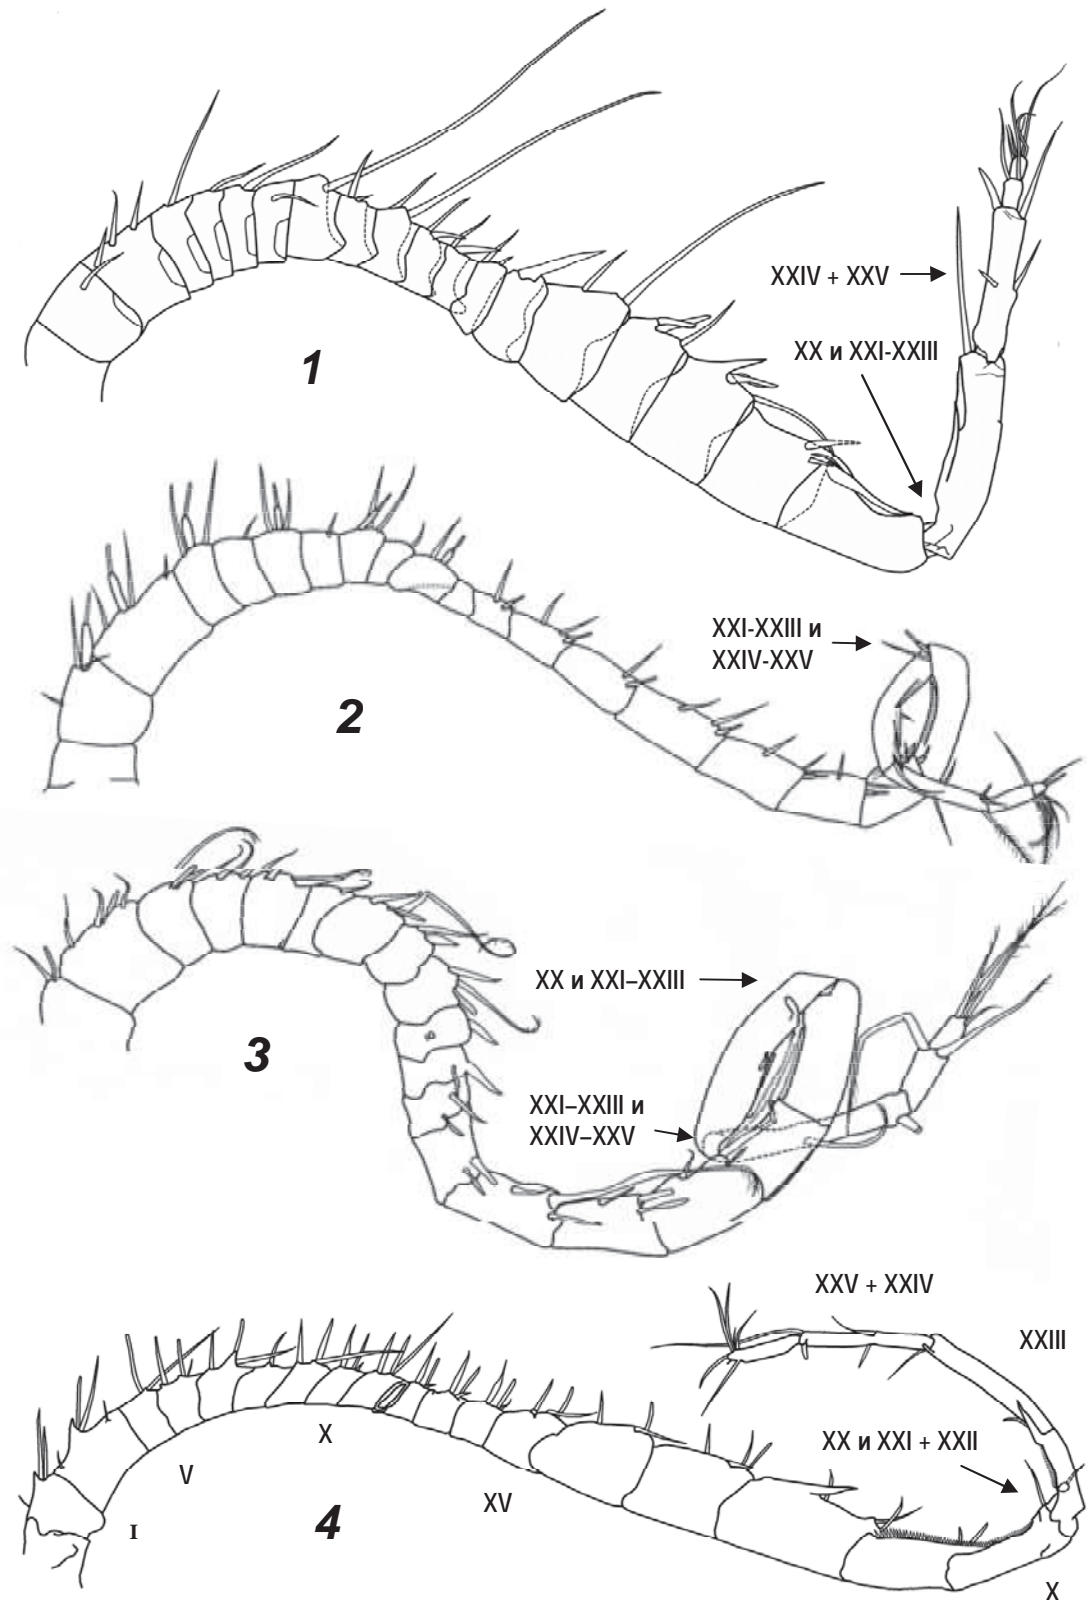 XXIV + XXV
XX и XXI-XXIII
1
XXI-XXIII и
XXIV-XXV
2
XX и XXI–XXIII
3
XXI–XXIII и
XXIV–XXV
XXV + XXIV
XXIII
X
XX и XXI + XXII
V
XV
I
4
X